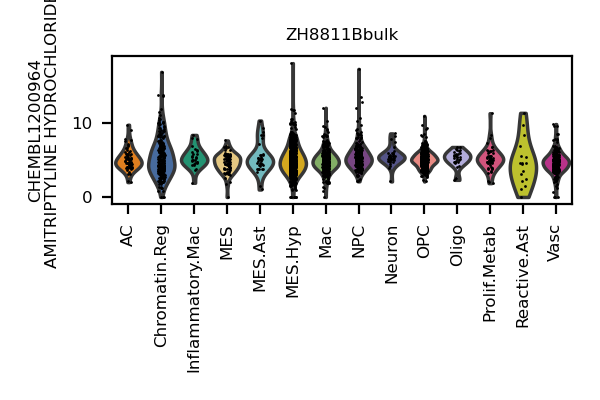 ZH8811Bbulk
CHEMBL1200964
AMITRIPTYLINE HYDROCHLORIDE
10
0
AC
Chromatin.Reg
Inflammatory.Mac
MES
MES.Ast
MES.Hyp
Mac
NPC
Neuron
OPC
Oligo
Prolif.Metab
Reactive.Ast
Vasc